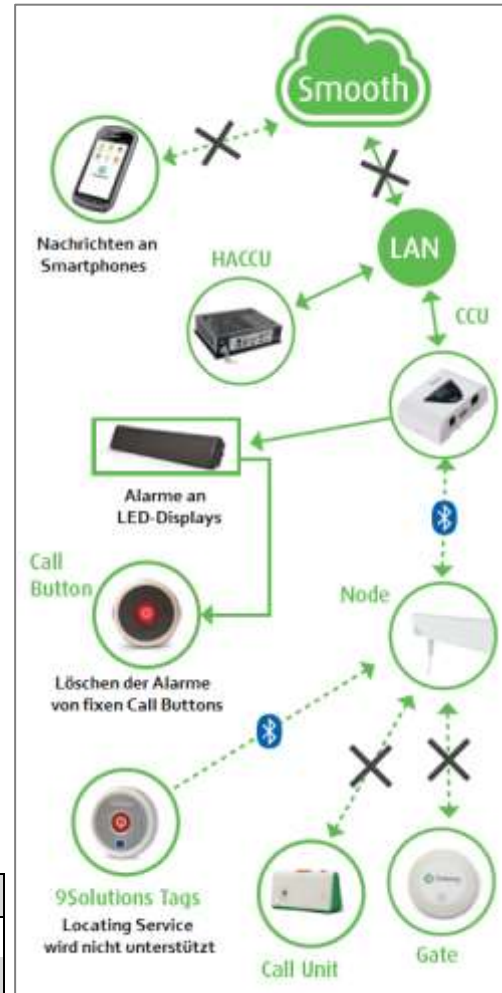 Smooth
Nachrichten an
Smartphones
HACCU
LAN
CCU
Alarme an
LED-Displays
Call
Button
Node
Löschen der Alarme
von fixen Call Buttons
9Solutions Tags
Locating Service
wird nicht unterstützt
Call Unit
Gate